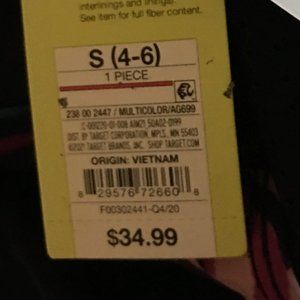 interlinings and linings).
See item for full fiber content.
S (4-6)
1 PIECE
238 00 2447 / MULTICOLOR/AG699
DIST. BY TARGET CORPORATION, MPLS., MN 55403
©2021 TARGET BRANDS, INC. SHOP TARGET.COM
ORIGIN: VIETNAM
8 29576 72660 8
F00302441-Q4/20
$34.99